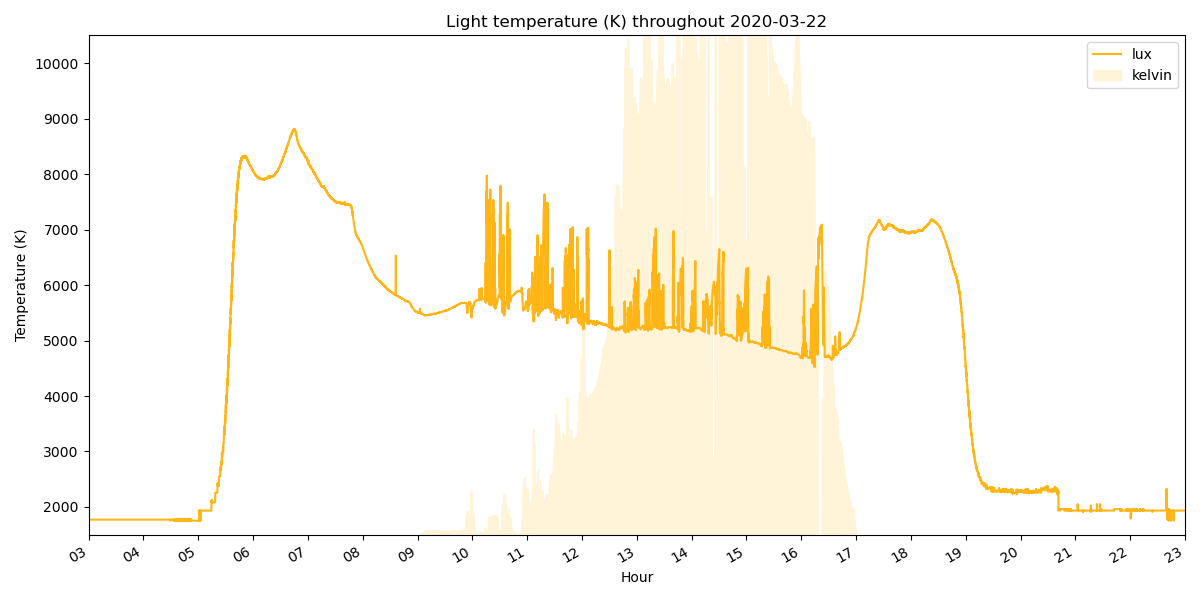 Light temperature (K) throughout 2020-03-22
lux
kelvin
Temperature (K)
10000
9000
8000
7000
6000
5000
4000
3000
2000
03 04 05 06 07 08 09 10 11 12 13 14 15 16 17 18 19 20 21 22 23
Hour